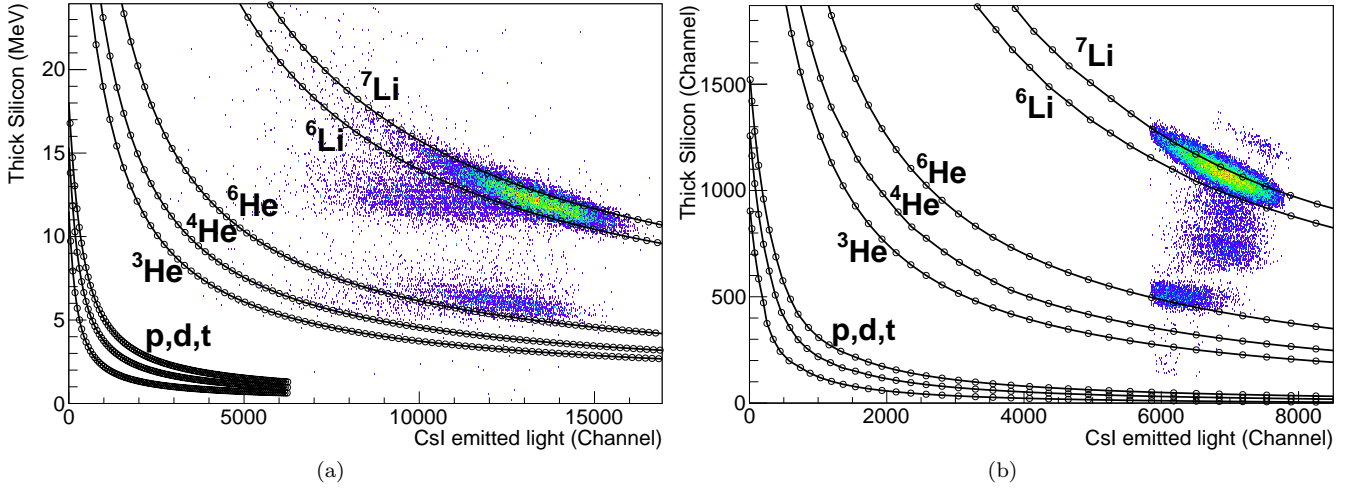 Thick Silicon (MeV)
20
15
10
5
0
⁷Li
⁶Li
⁶He
⁴He
³He
p,d,t
0 5000 10000 15000
CsI emitted light (Channel)
(a)
Thick Silicon (Channel)
1500
1000
500
0
⁷Li
⁶Li
⁶He
⁴He
³He
p,d,t
0 2000 4000 6000 8000
CsI emitted light (Channel)
(b)